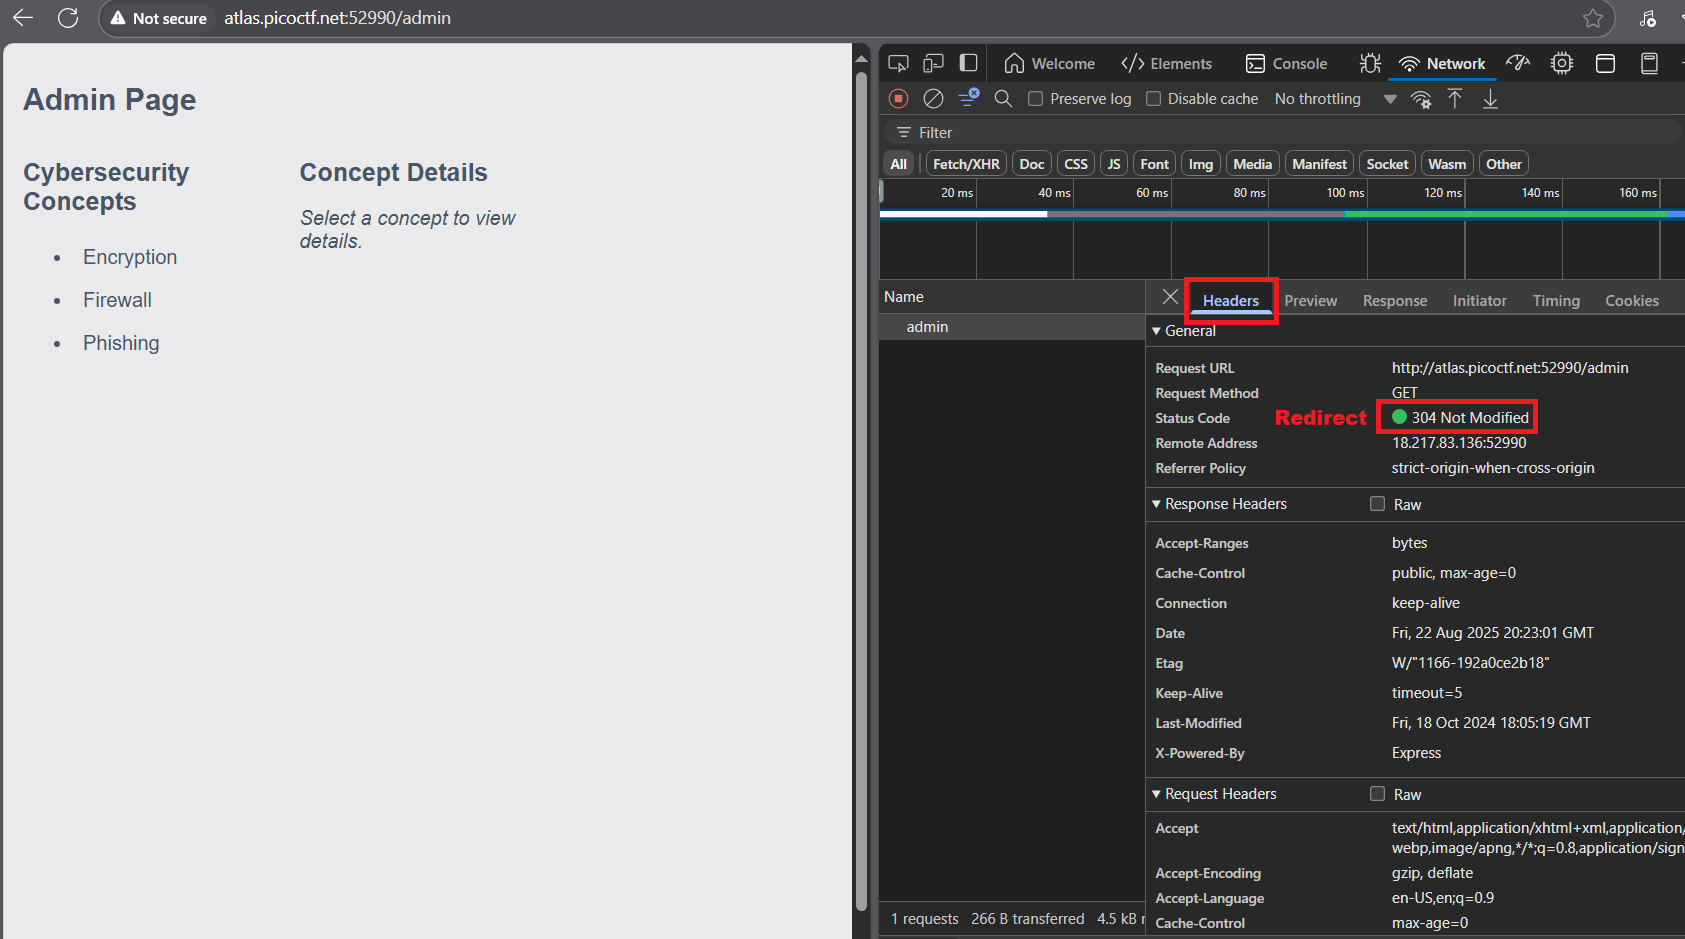 Not secure atlas.picoctf.net:52990/admin
Admin Page
Cybersecurity
Concepts
Encryption
Firewall
Phishing
Concept Details
Select a concept to view
details.
Welcome Elements Console Network
Preserve log Disable cache No throttling
Filter
All Fetch/XHR Doc CSS JS Font Img Media Manifest Socket Wasm Other
20 ms 40 ms 60 ms 80 ms 100 ms 120 ms 140 ms 160 ms
Name
admin
Headers Preview Response Initiator Timing Cookies
General
Request URL http://atlas.picoctf.net:52990/admin
Request Method GET
Status Code Redirect 304 Not Modified
Remote Address 18.217.83.136:52990
Referrer Policy strict-origin-when-cross-origin
Response Headers Raw
Accept-Ranges bytes
Cache-Control public, max-age=0
Connection keep-alive
Date Fri, 22 Aug 2025 20:23:01 GMT
Etag W/"1166-192a0ce2b18"
Keep-Alive timeout=5
Last-Modified Fri, 18 Oct 2024 18:05:19 GMT
X-Powered-By Express
Request Headers Raw
Accept text/html,application/xhtml+xml,application/
webp,image/apng,*/*;q=0.8,application/sign
Accept-Encoding gzip, deflate
Accept-Language en-US,en;q=0.9
Cache-Control max-age=0
1 requests 266 B transferred 4.5 kB r